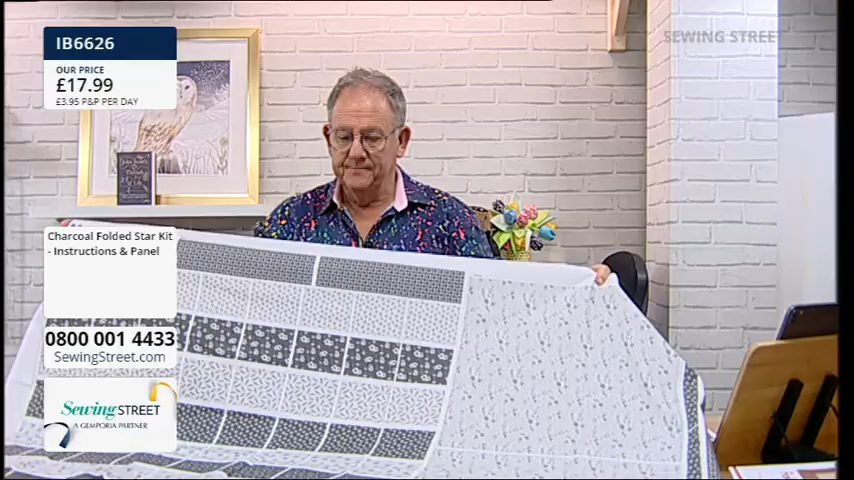 IB6626
OUR PRICE
£17.99
£3.95 P&P PER DAY
SEWING STREET
Charcoal Folded Star Kit
- Instructions & Panel
0800 001 4433
SewingStreet.com
Sewing STREET
A GEMPORIA PARTNER